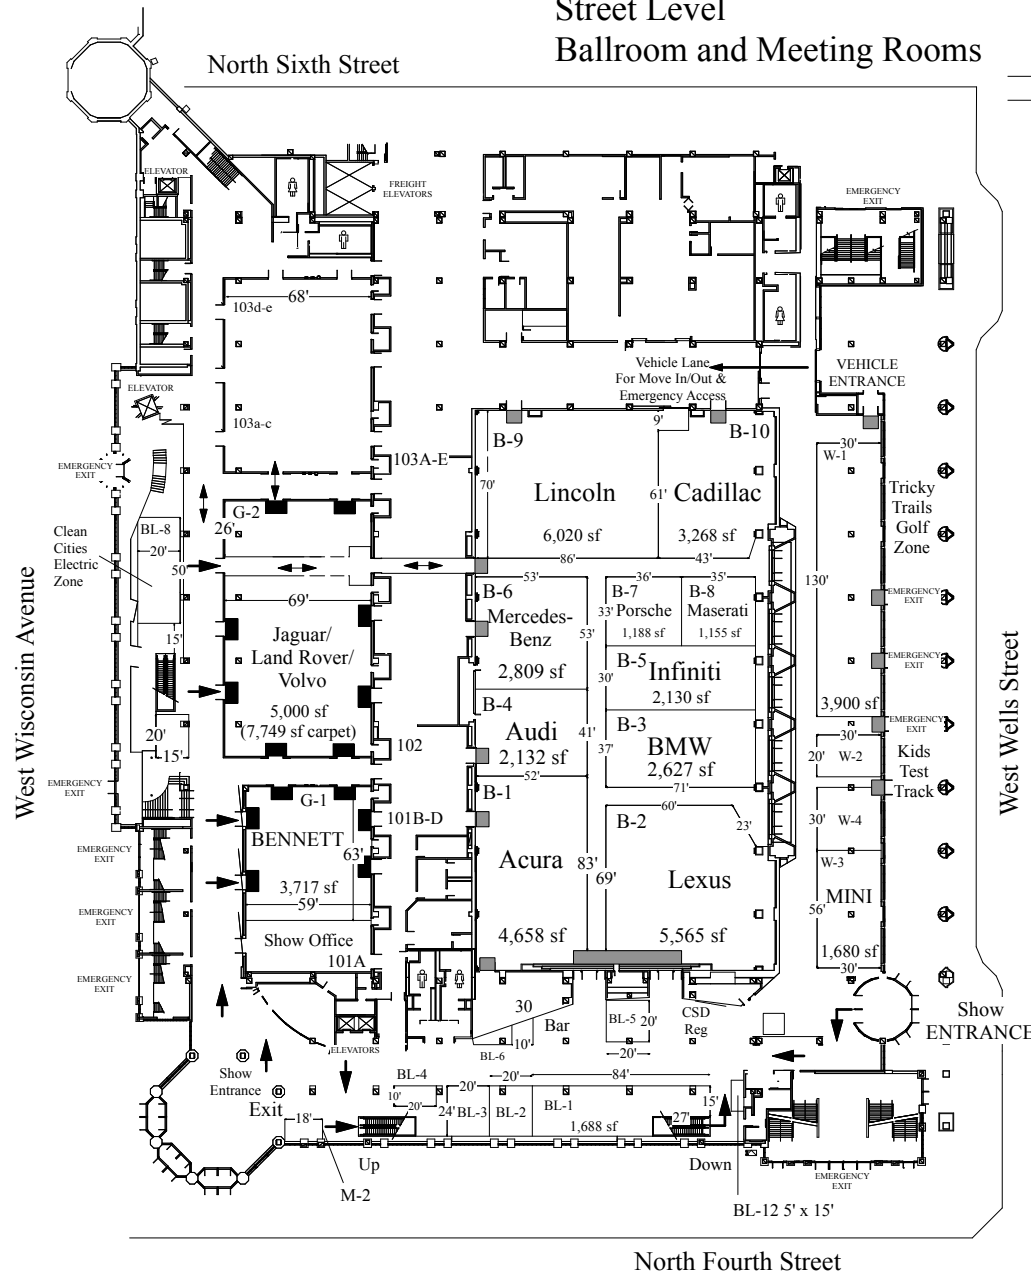 Street Level
Ballroom and Meeting Rooms
North Sixth Street
ELEVATOR
FREIGHT
ELEVATORS
EMERGENCY
EXIT
68'
103d-e
Vehicle Lane
For Move In/Out &
Emergency Access
VEHICLE
ENTRANCE
ELEVATOR
103a-c
9'
B-9
B-10
30'
W-1
103A-E
EMERGENCY
EXIT
70'
Lincoln
61'
Cadillac
Tricky
Trails
Golf
Zone
G-2
26'
6,020 sf
3,268 sf
Clean
Cities
Electric
Zone
BL-8
20'
50'
86'
43'
130'
53'
36'
35'
69'
B-6
Mercedes-
Benz
2,809 sf
53'
33'
B-7
Porsche
1,188 sf
B-8
Maserati
1,155 sf
EMERGENCY
EXIT
15'
Jaguar/
Land Rover/
Volvo
5,000 sf
(7,749 sf carpet)
B-5
Infiniti
30'
2,130 sf
EMERGENCY
EXIT
West Wisconsin Avenue
West Wells Street
B-4
Audi
2,132 sf
41'
B-3
BMW
2,627 sf
37'
71'
3,900 sf
EMERGENCY
EXIT
20'
15'
102
52'
30'
20'
W-2
Kids
Test
Track
EMERGENCY
EXIT
G-1
B-1
60'
B-2
23'
30'
W-4
BENNETT
101B-D
63'
3,717 sf
59'
EMERGENCY
EXIT
Acura
83'
69'
Lexus
W-3
MINI
56'
EMERGENCY
EXIT
Show Office
101A
4,658 sf
5,565 sf
1,680 sf
30'
EMERGENCY
EXIT
30
Bar
BL-5
20'
CSD
Reg
Show
ENTRANCE
10'
BL-6
20'
ELEVATORS
Show
Entrance
Exit
BL-4
20'
84'
10'
20'
20'
24'
BL-3
BL-2
BL-1
1,688 sf
15'
27'
18'
Up
Down
M-2
EMERGENCY
EXIT
BL-12 5' x 15'
North Fourth Street